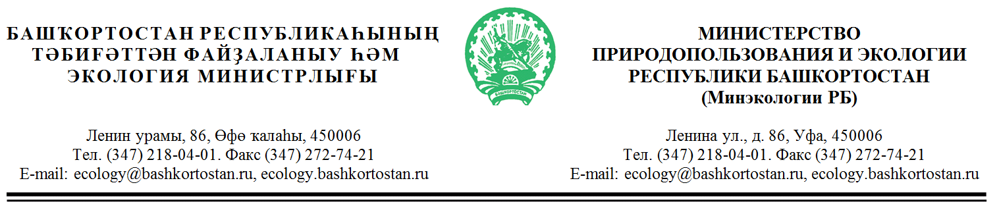 БАШҠОРТОСТАН РЕСПУБЛИКАҺЫНЫҢ
ТӘБИҒӘТТӘН ФАЙҘАЛАНЫУ ҺӘМ
ЭКОЛОГИЯ МИНИСТРЛЫҒЫ
Ленин урамы, 86, Өфө ҡалаһы, 450006
Тел. (347) 218-04-01. Факс (347) 272-74-21
E-mail: ecology@bashkortostan.ru, ecology.bashkortostan.ru
БАШКОРТОСТАН
МИНИСТЕРСТВО
ПРИРОДОПОЛЬЗОВАНИЯ И ЭКОЛОГИИ
РЕСПУБЛИКИ БАШКОРТОСТАН
(Минэкологии РБ)
Ленина ул., д. 86, Уфа, 450006
Тел. (347) 218-04-01. Факс (347) 272-74-21
E-mail: ecology@bashkortostan.ru, ecology.bashkortostan.ru